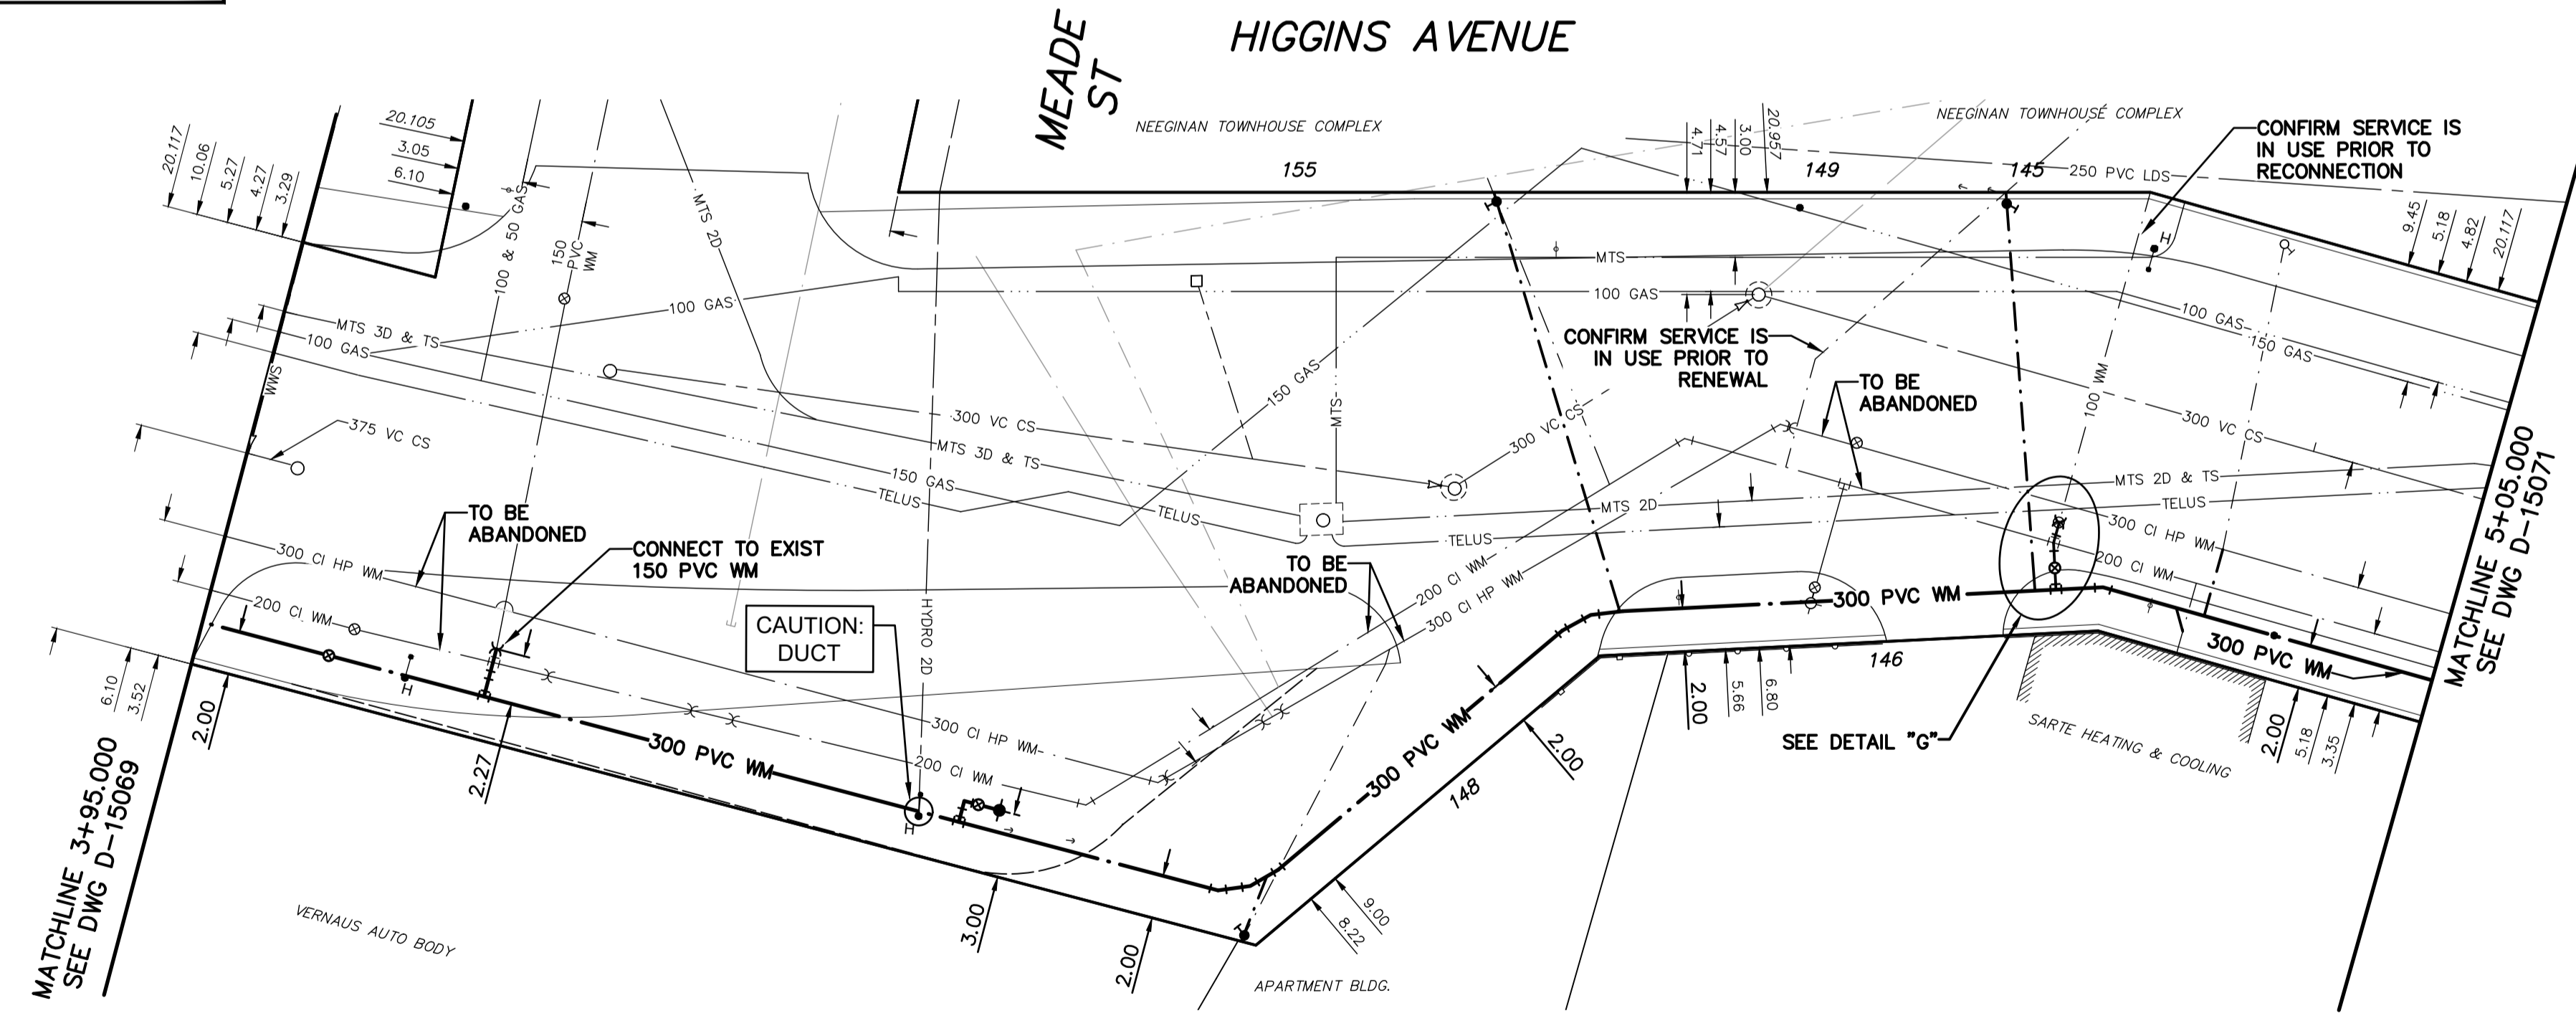 HIGGINS AVENUE
MEADE
ST
NEEGINAN TOWNHOUSE COMPLEX
NEEGINAN TOWNHOUSE COMPLEX
155
149
145
250 PVC LDS
CONFIRM SERVICE IS
IN USE PRIOR TO
RECONNECTION
20.117
10.06
5.27
4.27
3.29
20.105
3.05
6.10
4.71
4.57
3.00
20.957
9.45
5.18
4.82
20.117
100 & 50 GAS
150
PVC
WM
MTS 2D
MTS
H
100 GAS
100 GAS
100 GAS
150 GAS
MTS 3D & TS
100 GAS
WWS
CONFIRM SERVICE IS
IN USE PRIOR TO
RENEWAL
150 GAS
MTS
100 WM
TO BE
ABANDONED
375 VC CS
300 VC CS
300 VC CS
300 VC CS
MTS 3D & TS
150 GAS
TELUS
TELUS
MTS 2D
TELUS
MTS 2D & TS
TELUS
300 CI HP WM
200 CI WM
MATCHLINE 5+05.000
SEE DWG D-15071
TO BE
ABANDONED
CONNECT TO EXIST
150 PVC WM
300 CI HP WM
200 CI WM
TO BE
ABANDONED
200 CI WM
300 CI HP WM
CAUTION:
DUCT
HYDRO 2D
300 PVC WM
300 PVC WM
146
H
6.10
3.52
2.00
2.27
300 PVC WM
300 CI HP WM
200 CI WM
300 PVC WM
2.00
148
2.00
5.66
6.80
SEE DETAIL "G"
SARTE HEATING & COOLING
2.00
5.18
3.35
H
MATCHLINE 3+95.000
SEE DWG D-15069
VERNAUS AUTO BODY
3.00
2.00
9.00
8.22
APARTMENT BLDG.